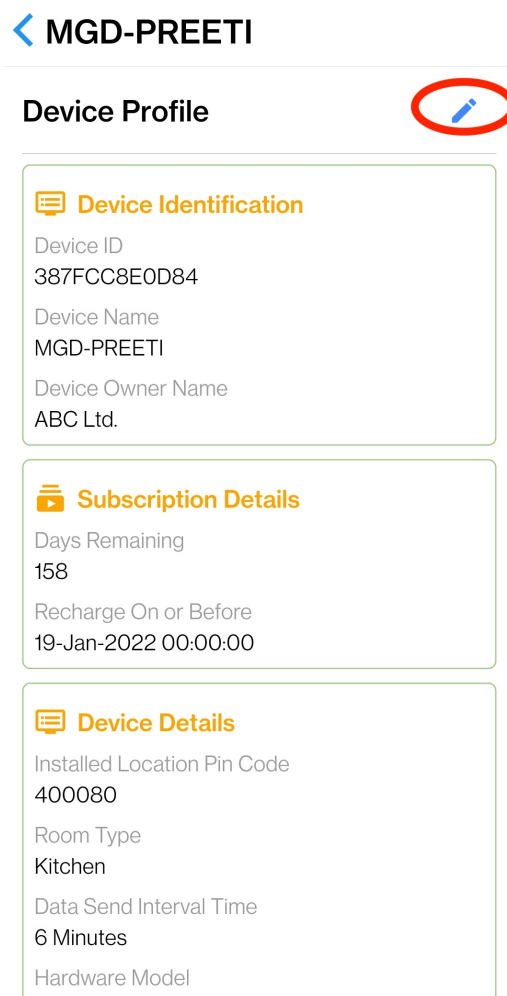 MGD-PREETI
Device Profile
Device Identification
Device ID
387FCC8E0D84
Device Name
MGD-PREETI
Device Owner Name
ABC Ltd.
Subscription Details
Days Remaining
158
Recharge On or Before
19-Jan-2022 00:00:00
Device Details
Installed Location Pin Code
400080
Room Type
Kitchen
Data Send Interval Time
6 Minutes
Hardware Model